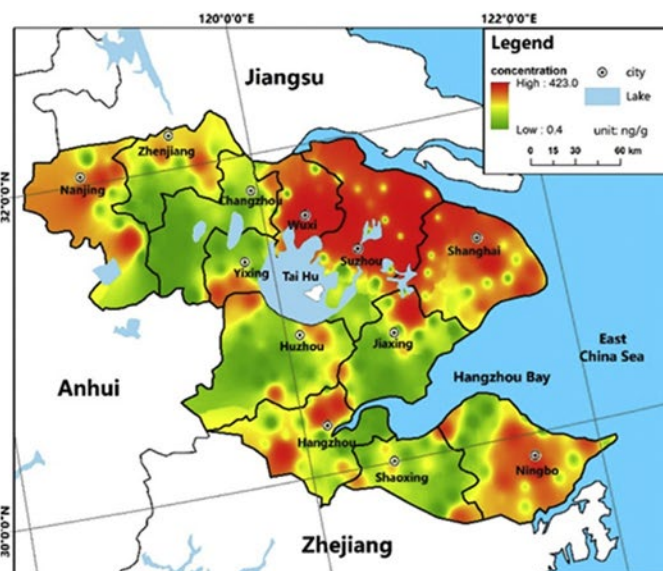 120°0'0"E
122°0'0"E
Legend
concentration
High : 423.0
Low : 0.4
city
Lake
unit: ng/g
0 15 30 60 km
Jiangsu
32°0'0"N
Zhenjiang
Nanjing
Changzhou
Wuxi
Suzhou
Shanghai
Yixing
Tai Hu
Huzhou
Jiaxing
East
China Sea
Anhui
Hangzhou Bay
Hangzhou
Shaoxing
Ningbo
30°0'0"N
Zhejiang